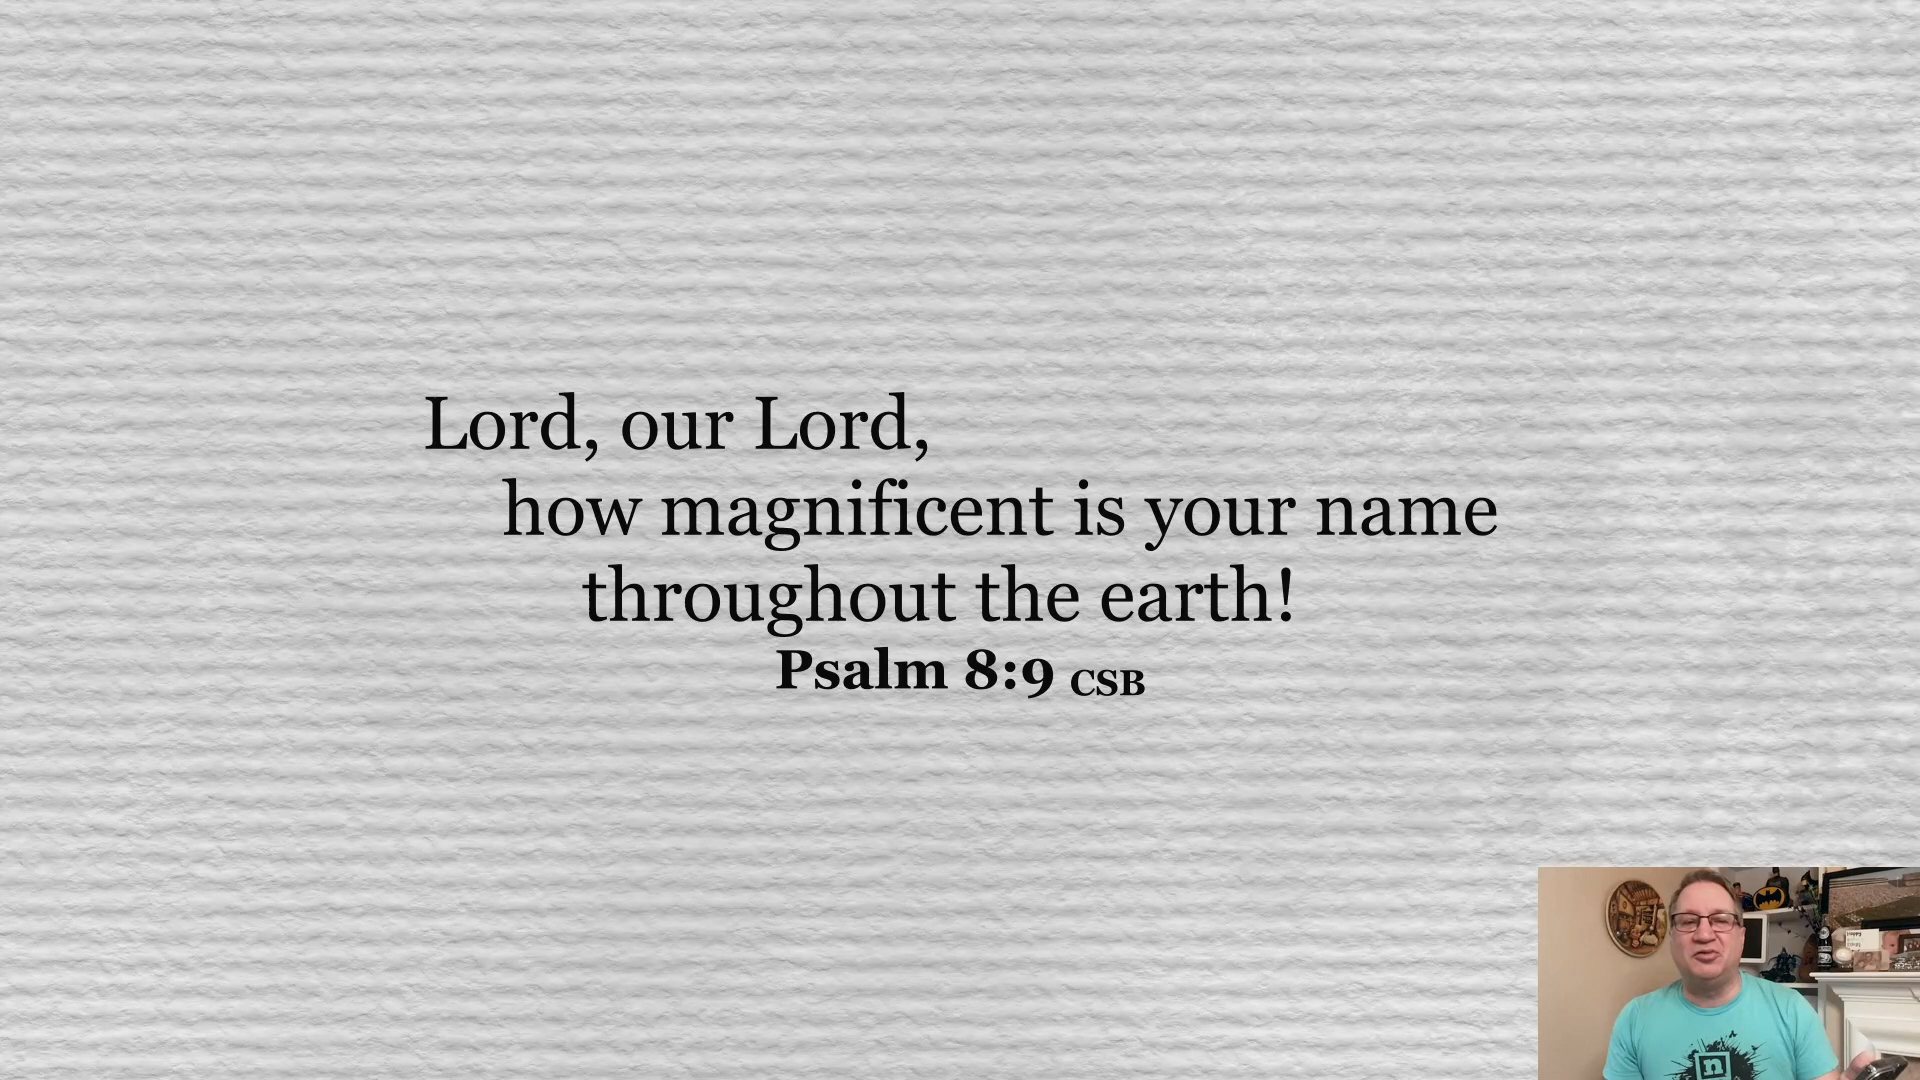 Lord, our Lord,
how magnificent is your name
throughout the earth!
Psalm 8:9 CSB
n